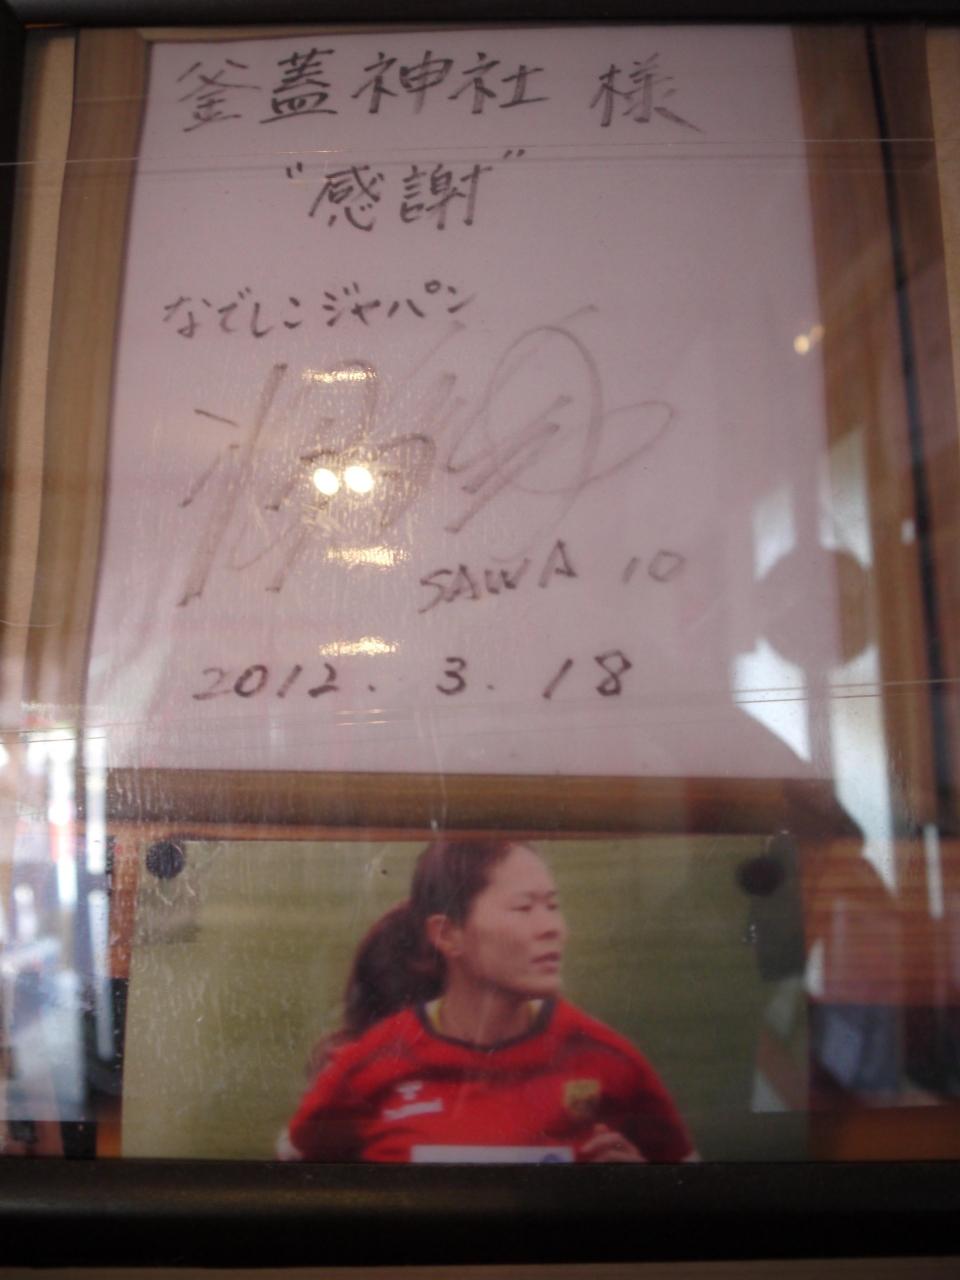 釜蓋神社 様
"感謝"
なでしこジャパン
SAWA 10
2012. 3. 18